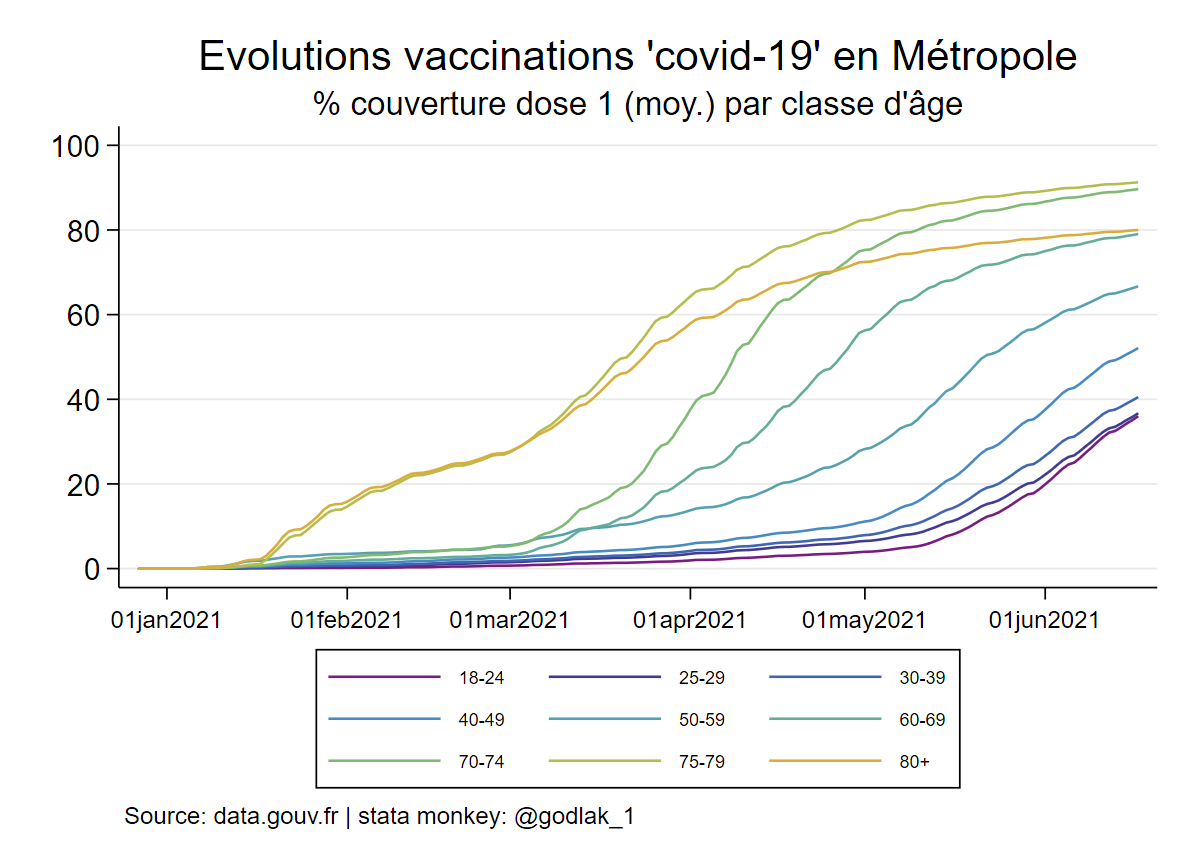 Evolutions vaccinations 'covid-19' en Métropole
% couverture dose 1 (moy.) par classe d'âge
100
80
60
40
20
0
01jan2021 01feb2021 01mar2021 01apr2021 01may2021 01jun2021
18-24 25-29 30-39
40-49 50-59 60-69
70-74 75-79 80+
Source: data.gouv.fr | stata monkey: @godlak_1